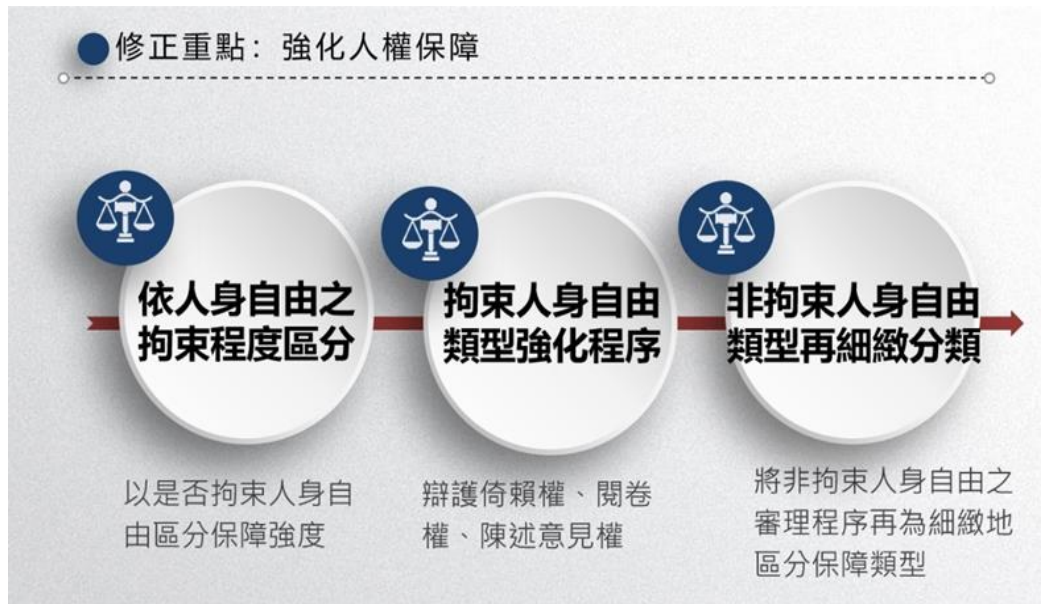 修正重點：強化人權保障
依人身自由之
拘束程度區分
拘束人身自由
類型強化程序
非拘束人身自由
類型再細緻分類
以是否拘束人身自
由區分保障強度
辯護倚賴權、閱卷
權、陳述意見權
將非拘束人身自由之
審理程序再為細緻地
區分保障類型